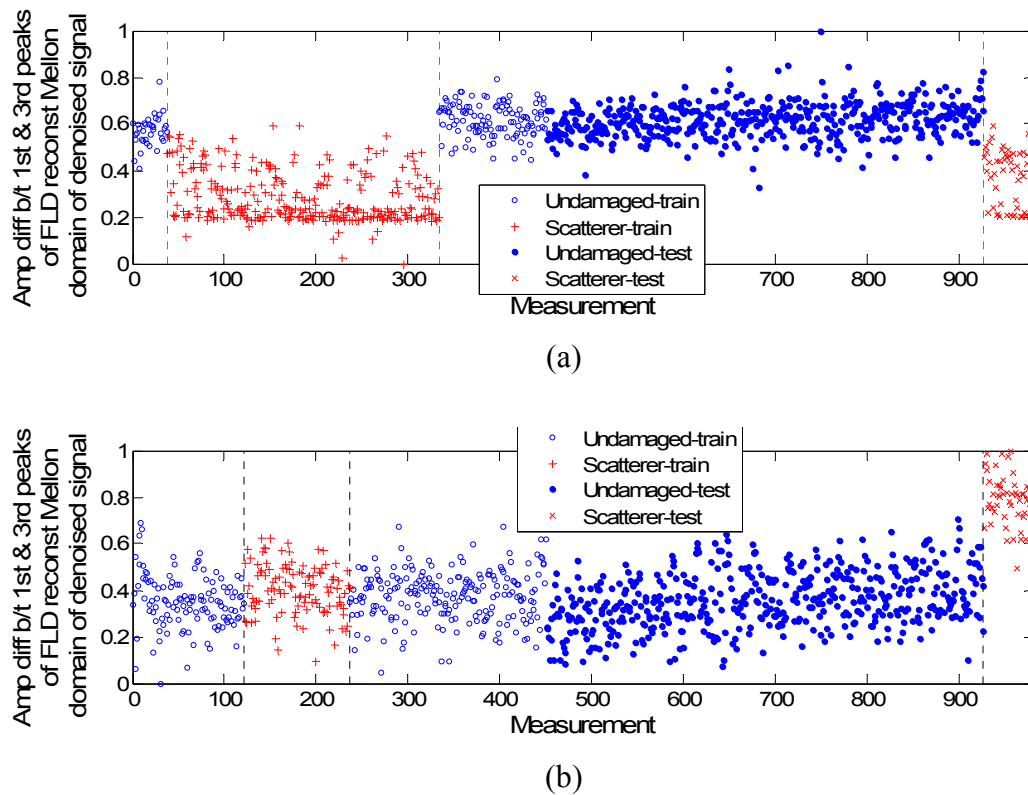 Amp diff b/t 1st & 3rd peaks
of FLD reconst Mellon
domain of denoised signal
1
0.8
0.6
0.4
0.2
0
0 100 200 300 700 800 900
Undamaged-train
Scatterer-train
Undamaged-test
Scatterer-test
Measurement
(a)
Amp diff b/t 1st & 3rd peaks
of FLD reconst Mellon
domain of denoised signal
1
0.8
0.6
0.4
0.2
0
Undamaged-train
Scatterer-train
Undamaged-test
Scatterer-test
0 100 200 300 400 500 600 700 800 900
Measurement
(b)